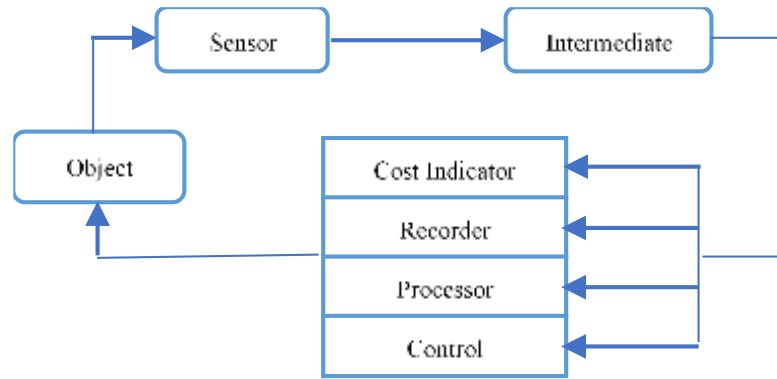 Sensor
Intermediate
Object
Cost Indicator
Recorder
Processor
Control